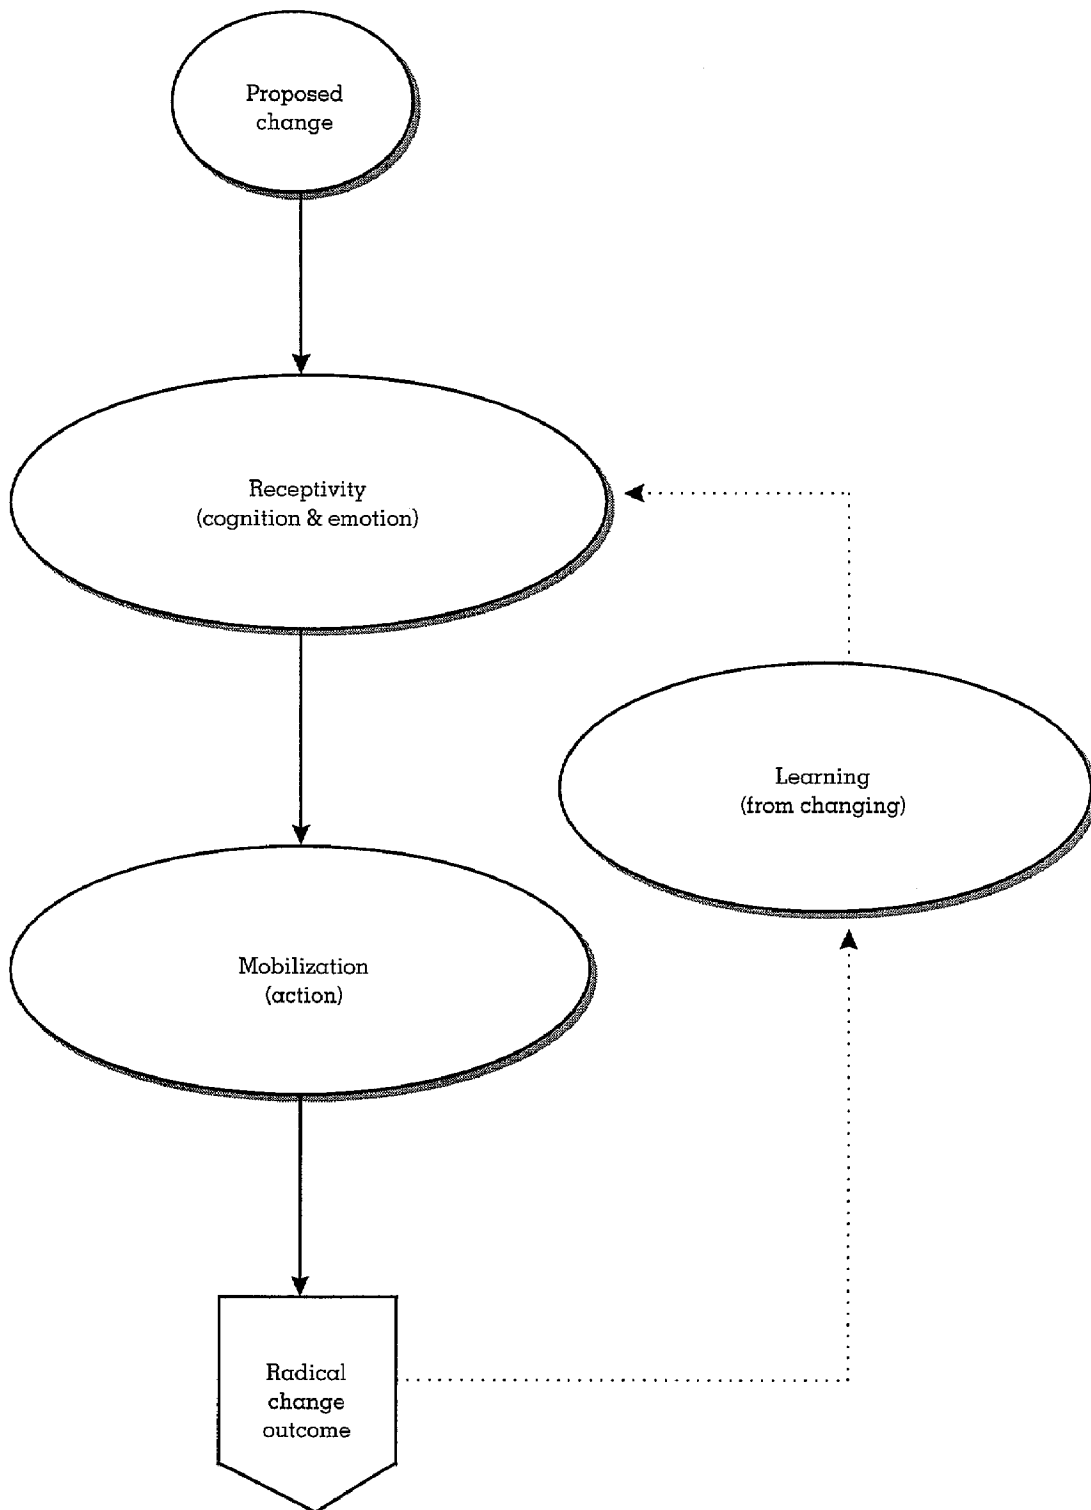 Proposed
change
Receptivity
(cognition & emotion)
Learning
(from changing)
Mobilization
(action)
Radical
change
outcome